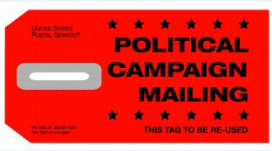 UNITED STATES
POSTAL SERVICE®
POLITICAL
CAMPAIGN
MAILING
THIS TAG TO BE RE-USED